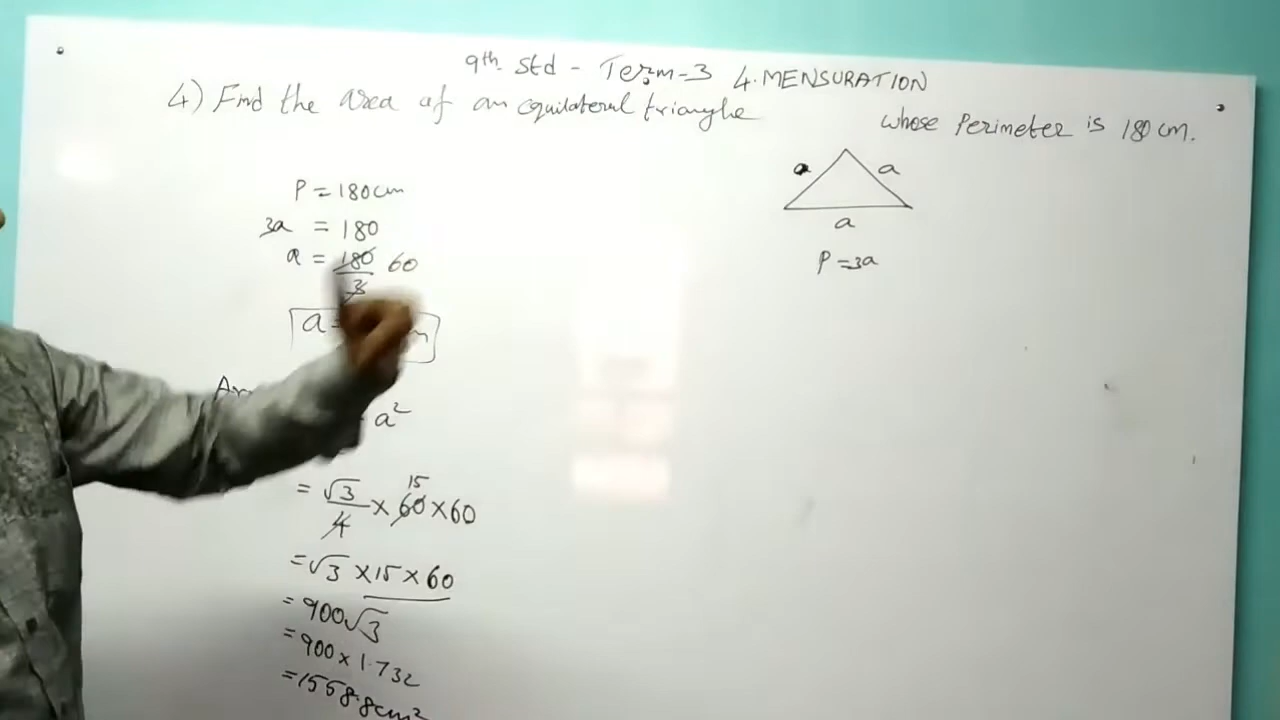 9th Std - Term-3 4. MENSURATION
4) Find the area of an equilateral triangle whose Perimeter is 180 cm.
a a
a
P = 3a
P = 180cm
3a = 180
a = 180/3 60
a =
a²
= √3/4 × 60 × 60
15
= √3 × 15 × 60
= 900√3
= 900 × 1.732
= 1558.8cm²